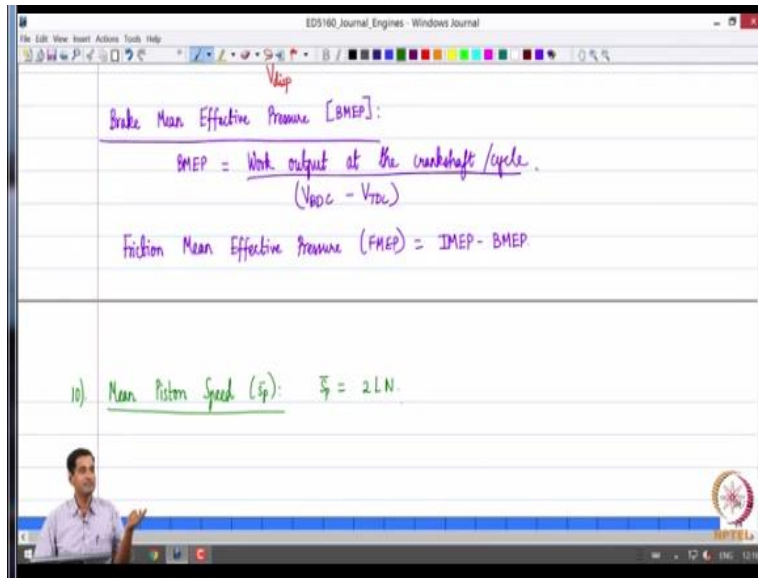 ED5160_Journal_Engines - Windows Journal
File Edit View Insert Actions Tools Help
V_disp
Brake Mean Effective Pressure [BMEP]:
BMEP = Work output at the crankshaft/cycle.
(V_BDC - V_TDC)
Friction Mean Effective Pressure (FMEP) = IMEP - BMEP.
10). Mean Piston Speed (S̄p): S̄p = 2LN.
NPTEL
ENG